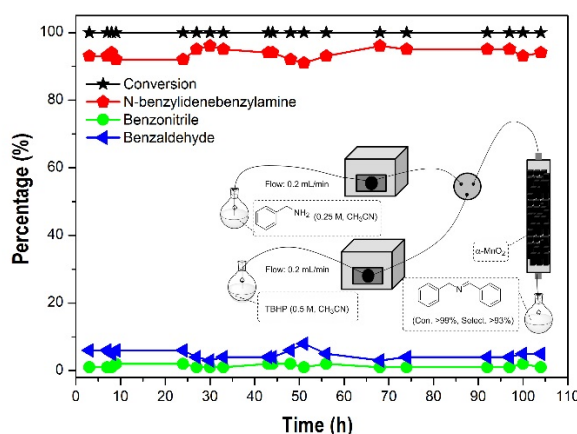 100
80
60
40
20
0
Percentage (%)
Conversion
N-benzylidenebenzylamine
Benzonitrile
Benzaldehyde
Flow: 0.2 mL/min
NH2 (0.25 M, CH3CN)
Flow: 0.2 mL/min
TBHP (0.5 M, CH3CN)
α-MnO2
N
(Con. >99%, Select. >93%)
0 10 20 30 40 50 60 70 80 90 100 110
Time (h)